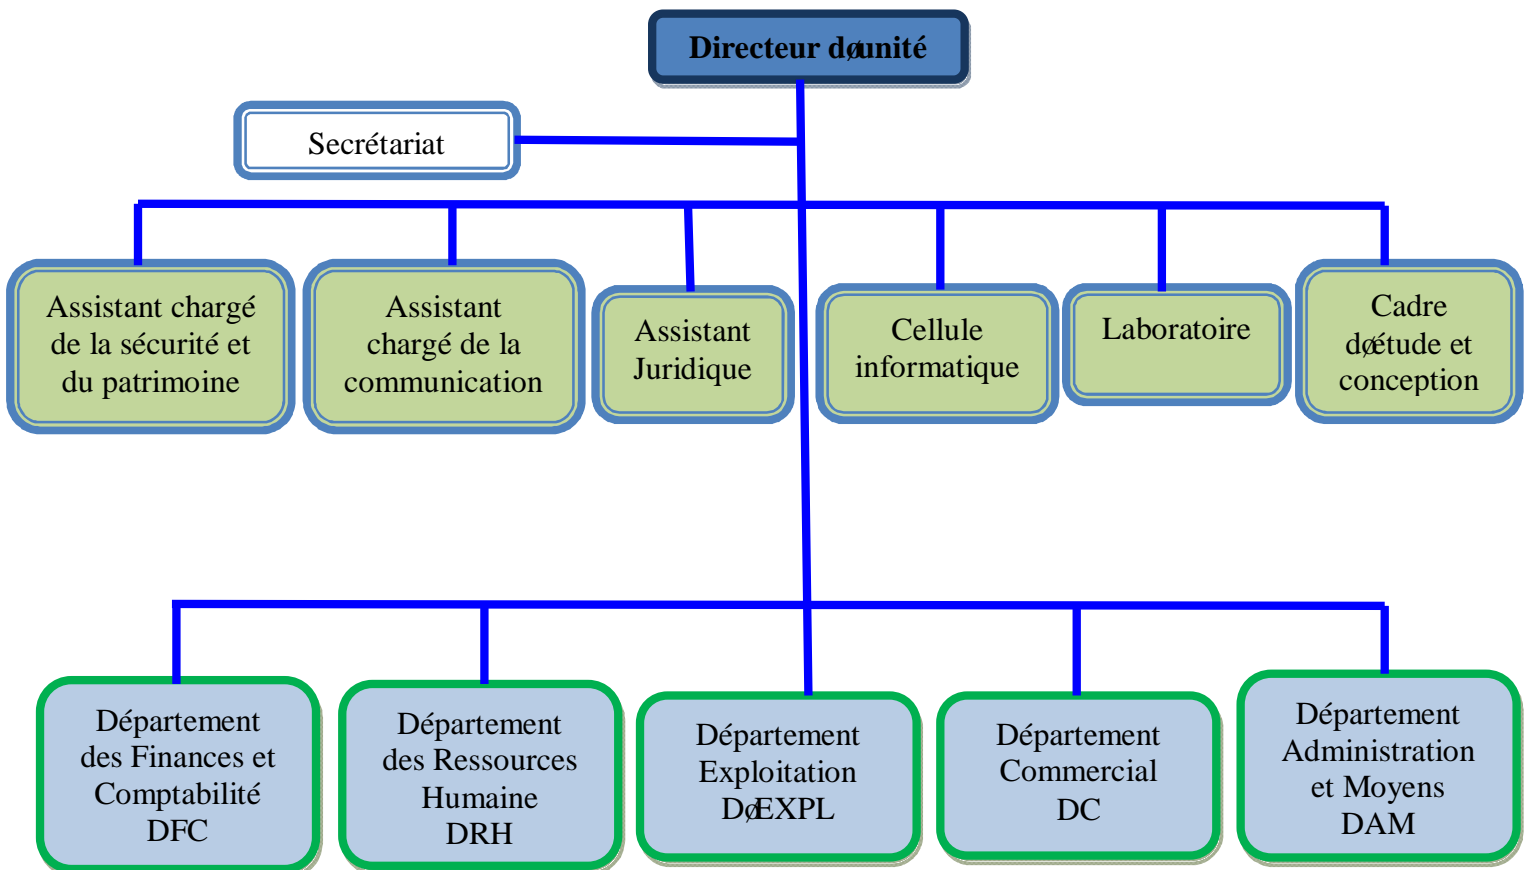 Directeur døunité
Secrétariat
Assistant chargé
de la sécurité et
du patrimoine
Assistant
chargé de la
communication
Assistant
Juridique
Cellule
informatique
Laboratoire
Cadre
døétude et
conception
Département
des Finances et
Comptabilité
DFC
Département
des Ressources
Humaine
DRH
Département
Exploitation
DøEXPL
Département
Commercial
DC
Département
Administration
et Moyens
DAM